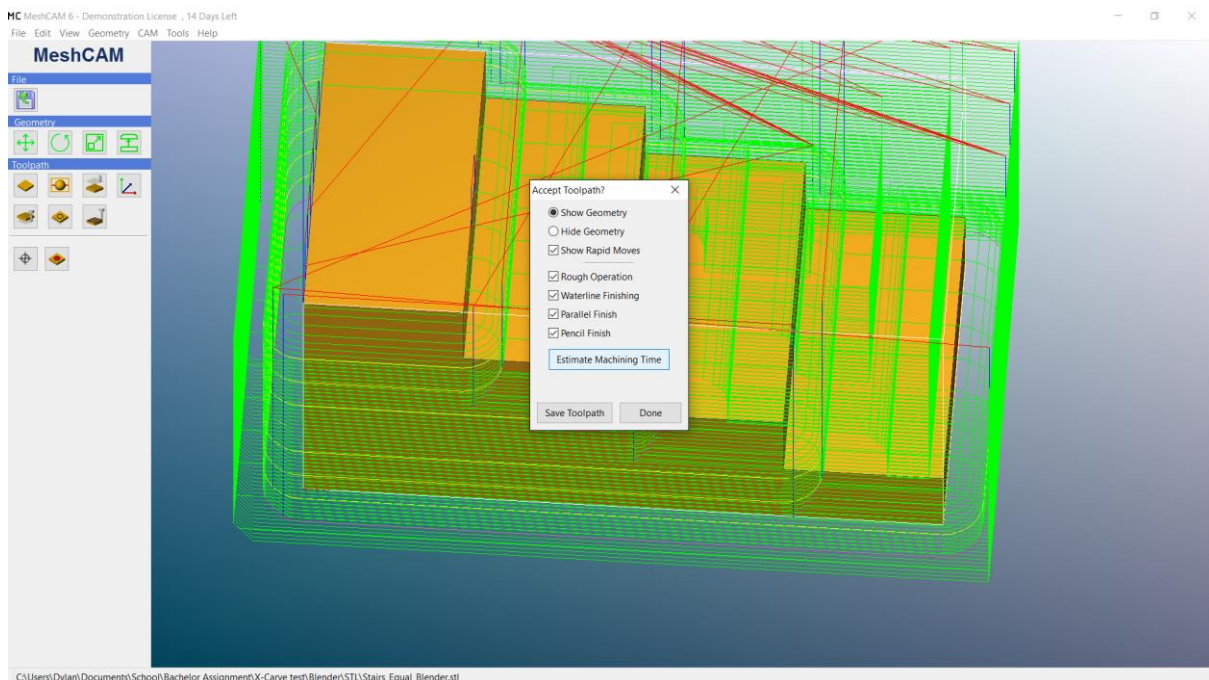 MC MeshCAM 6 - Demonstration License , 14 Days Left
File Edit View Geometry CAM Tools Help
MeshCAM
File
Geometry
Toolpath
Accept Toolpath?
Show Geometry
Hide Geometry
Show Rapid Moves
Rough Operation
Waterline Finishing
Parallel Finish
Pencil Finish
Estimate Machining Time
Save Toolpath Done
C:\Users\Dylan\Documents\School\Bachelor Assignment\X-Carve test\Blender\STL\Stairs_Equal_Blender.stl